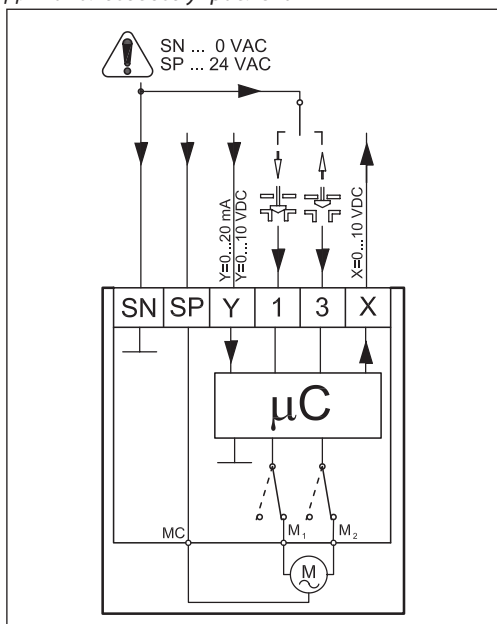 SN ... 0 VAC
SP ... 24 VAC
Y=0...20 mA
Y=0...10 VDC
X=0...10 VDC
SN SP Y 1 3 X
µC
MC M₁ M₂
M